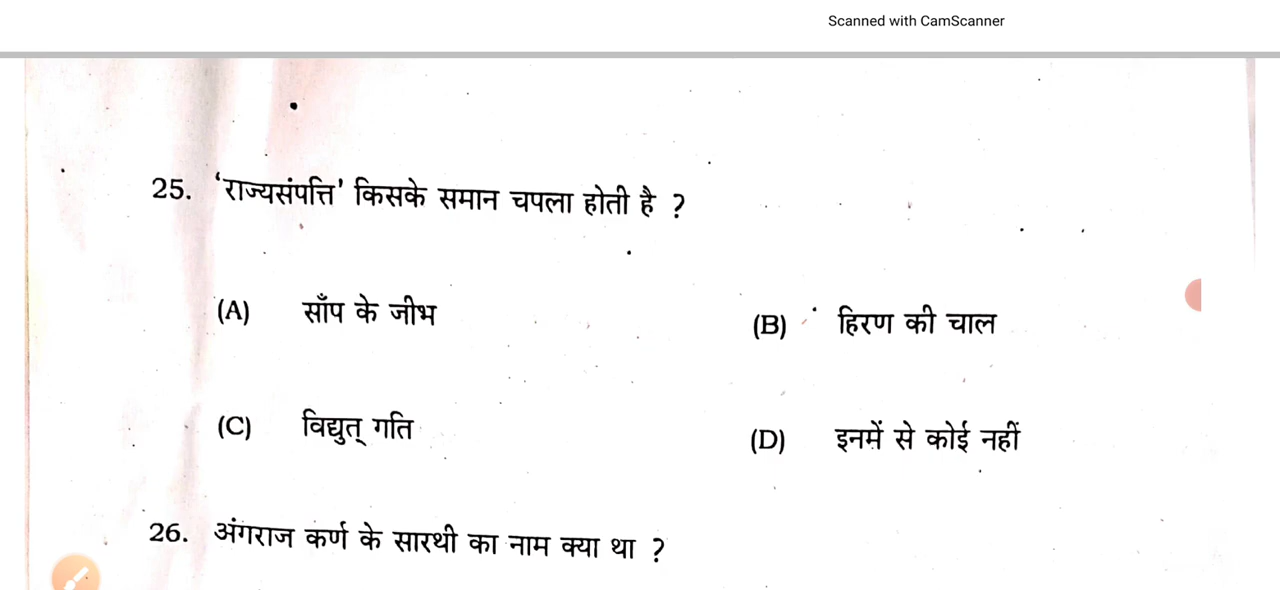 Scanned with CamScanner
25. ‘राज्यसंपत्ति’ किसके समान चपला होती है ?
(A) साँप के जीभ
(B) हिरण की चाल
(C) विद्युत् गति
(D) इनमें से कोई नहीं
26. अंगराज कर्ण के सारथी का नाम क्या था ?